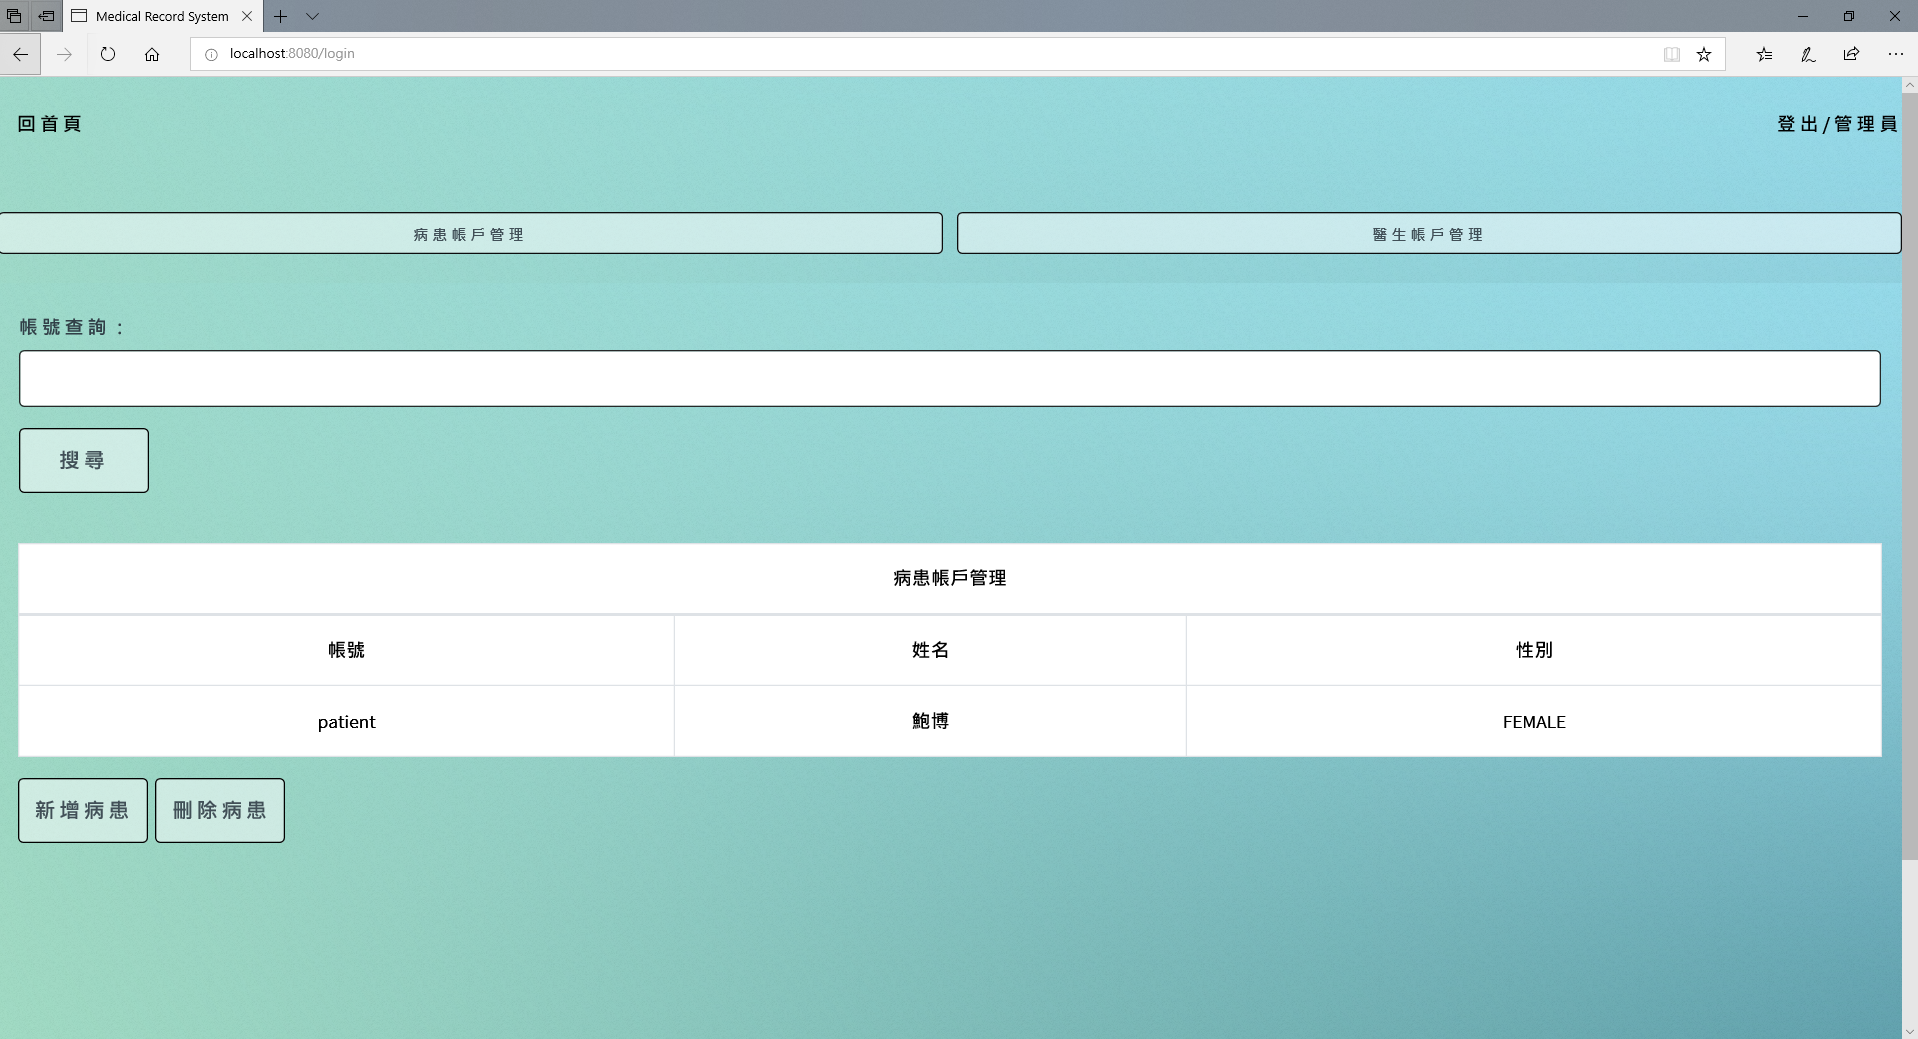 Medical Record System
localhost:8080/login
回首頁
登出/管理員
病患帳戶管理
醫生帳戶管理
帳號查詢：
搜尋
病患帳戶管理
帳號 姓名 性別
patient 鮑博 FEMALE
新增病患 刪除病患